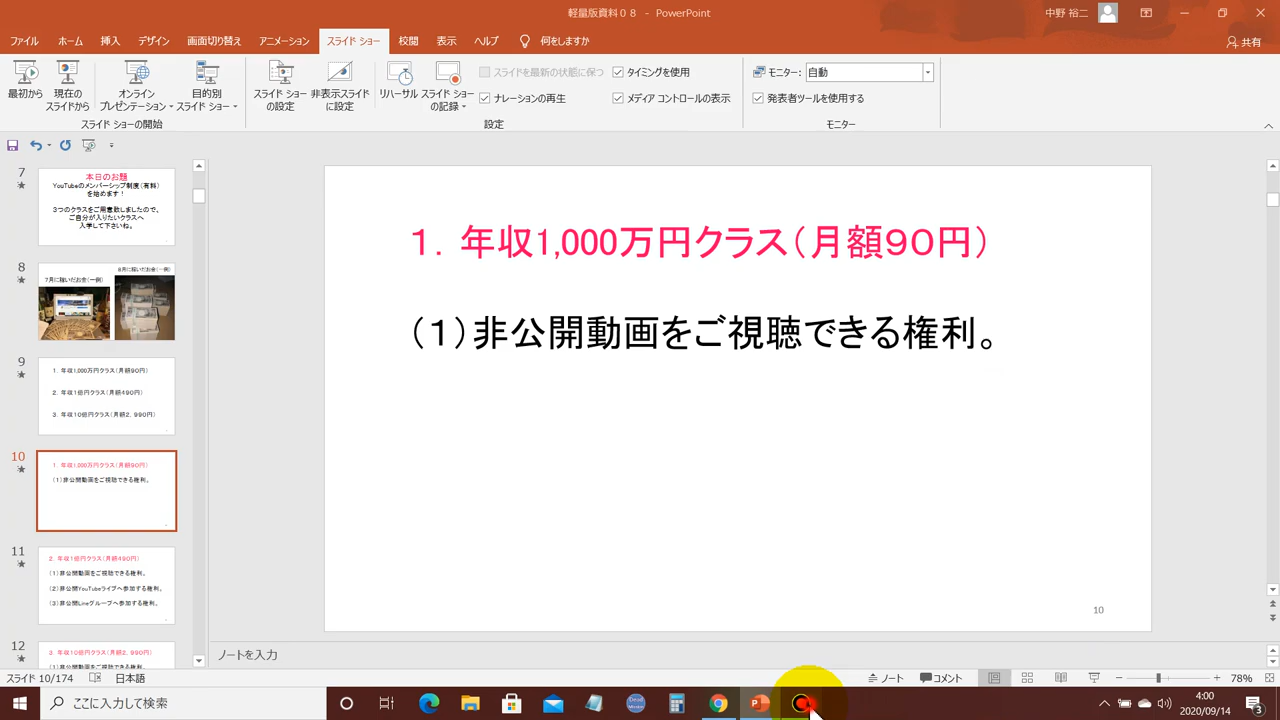 軽量版資料０８ - PowerPoint
中野 裕二
ファイル ホーム 挿入 デザイン 画面切り替え アニメーション スライド ショー 校閲 表示 ヘルプ 何をしますか 共有
最初から
現在の
スライドから
オンライン
プレゼンテーション
目的別
スライド ショー
スライド ショーの開始
スライド ショー
の設定
非表示スライド
に設定
リハーサル
スライド ショー
の記録
スライドを最新の状態に保つ
ナレーションの再生
タイミングを使用
メディア コントロールの表示
設定
モニター: 自動
発表者ツールを使用する
モニター
7
本日のお題
YouTubeのメンバーシップ制度（有料）
を始めます！
３つのクラスをご用意致しましたので、
ご自分が入りたいクラスへ
入学して下さいね。
8
7月に稼いだお金（一例）
8月に稼いだお金（一例）
9
１．年収1,000万円クラス（月額９０円）
２．年収１億円クラス（月額４９０円）
３．年収１０億円クラス（月額２，９９０円）
10
１．年収1,000万円クラス（月額９０円）
（１）非公開動画をご視聴できる権利。
11
２．年収１億円クラス（月額４９０円）
（１）非公開動画をご視聴できる権利。
（２）非公開YouTubeライブへ参加する権利。
（３）非公開Lineグループへ参加する権利。
12
３．年収１０億円クラス（月額２，９９０円）
（１）非公開動画をご視聴できる権利。
１．年収1,000万円クラス（月額９０円）
（１）非公開動画をご視聴できる権利。
10
ノートを入力
スライド 10/174 日本語 ノート コメント 78%
ここに入力して検索
4:00
2020/09/14
3